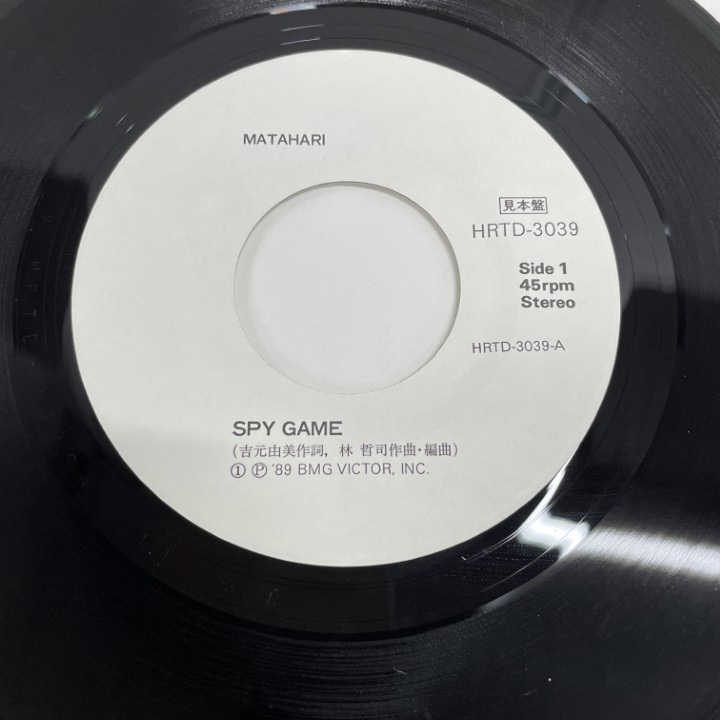 MATAHARI
見本盤
HRTD-3039
Side 1
45rpm
Stereo
HRTD-3039-A
SPY GAME
(吉元由美作詞, 林 哲司作曲・編曲)
① Ⓟ '89 BMG VICTOR, INC.